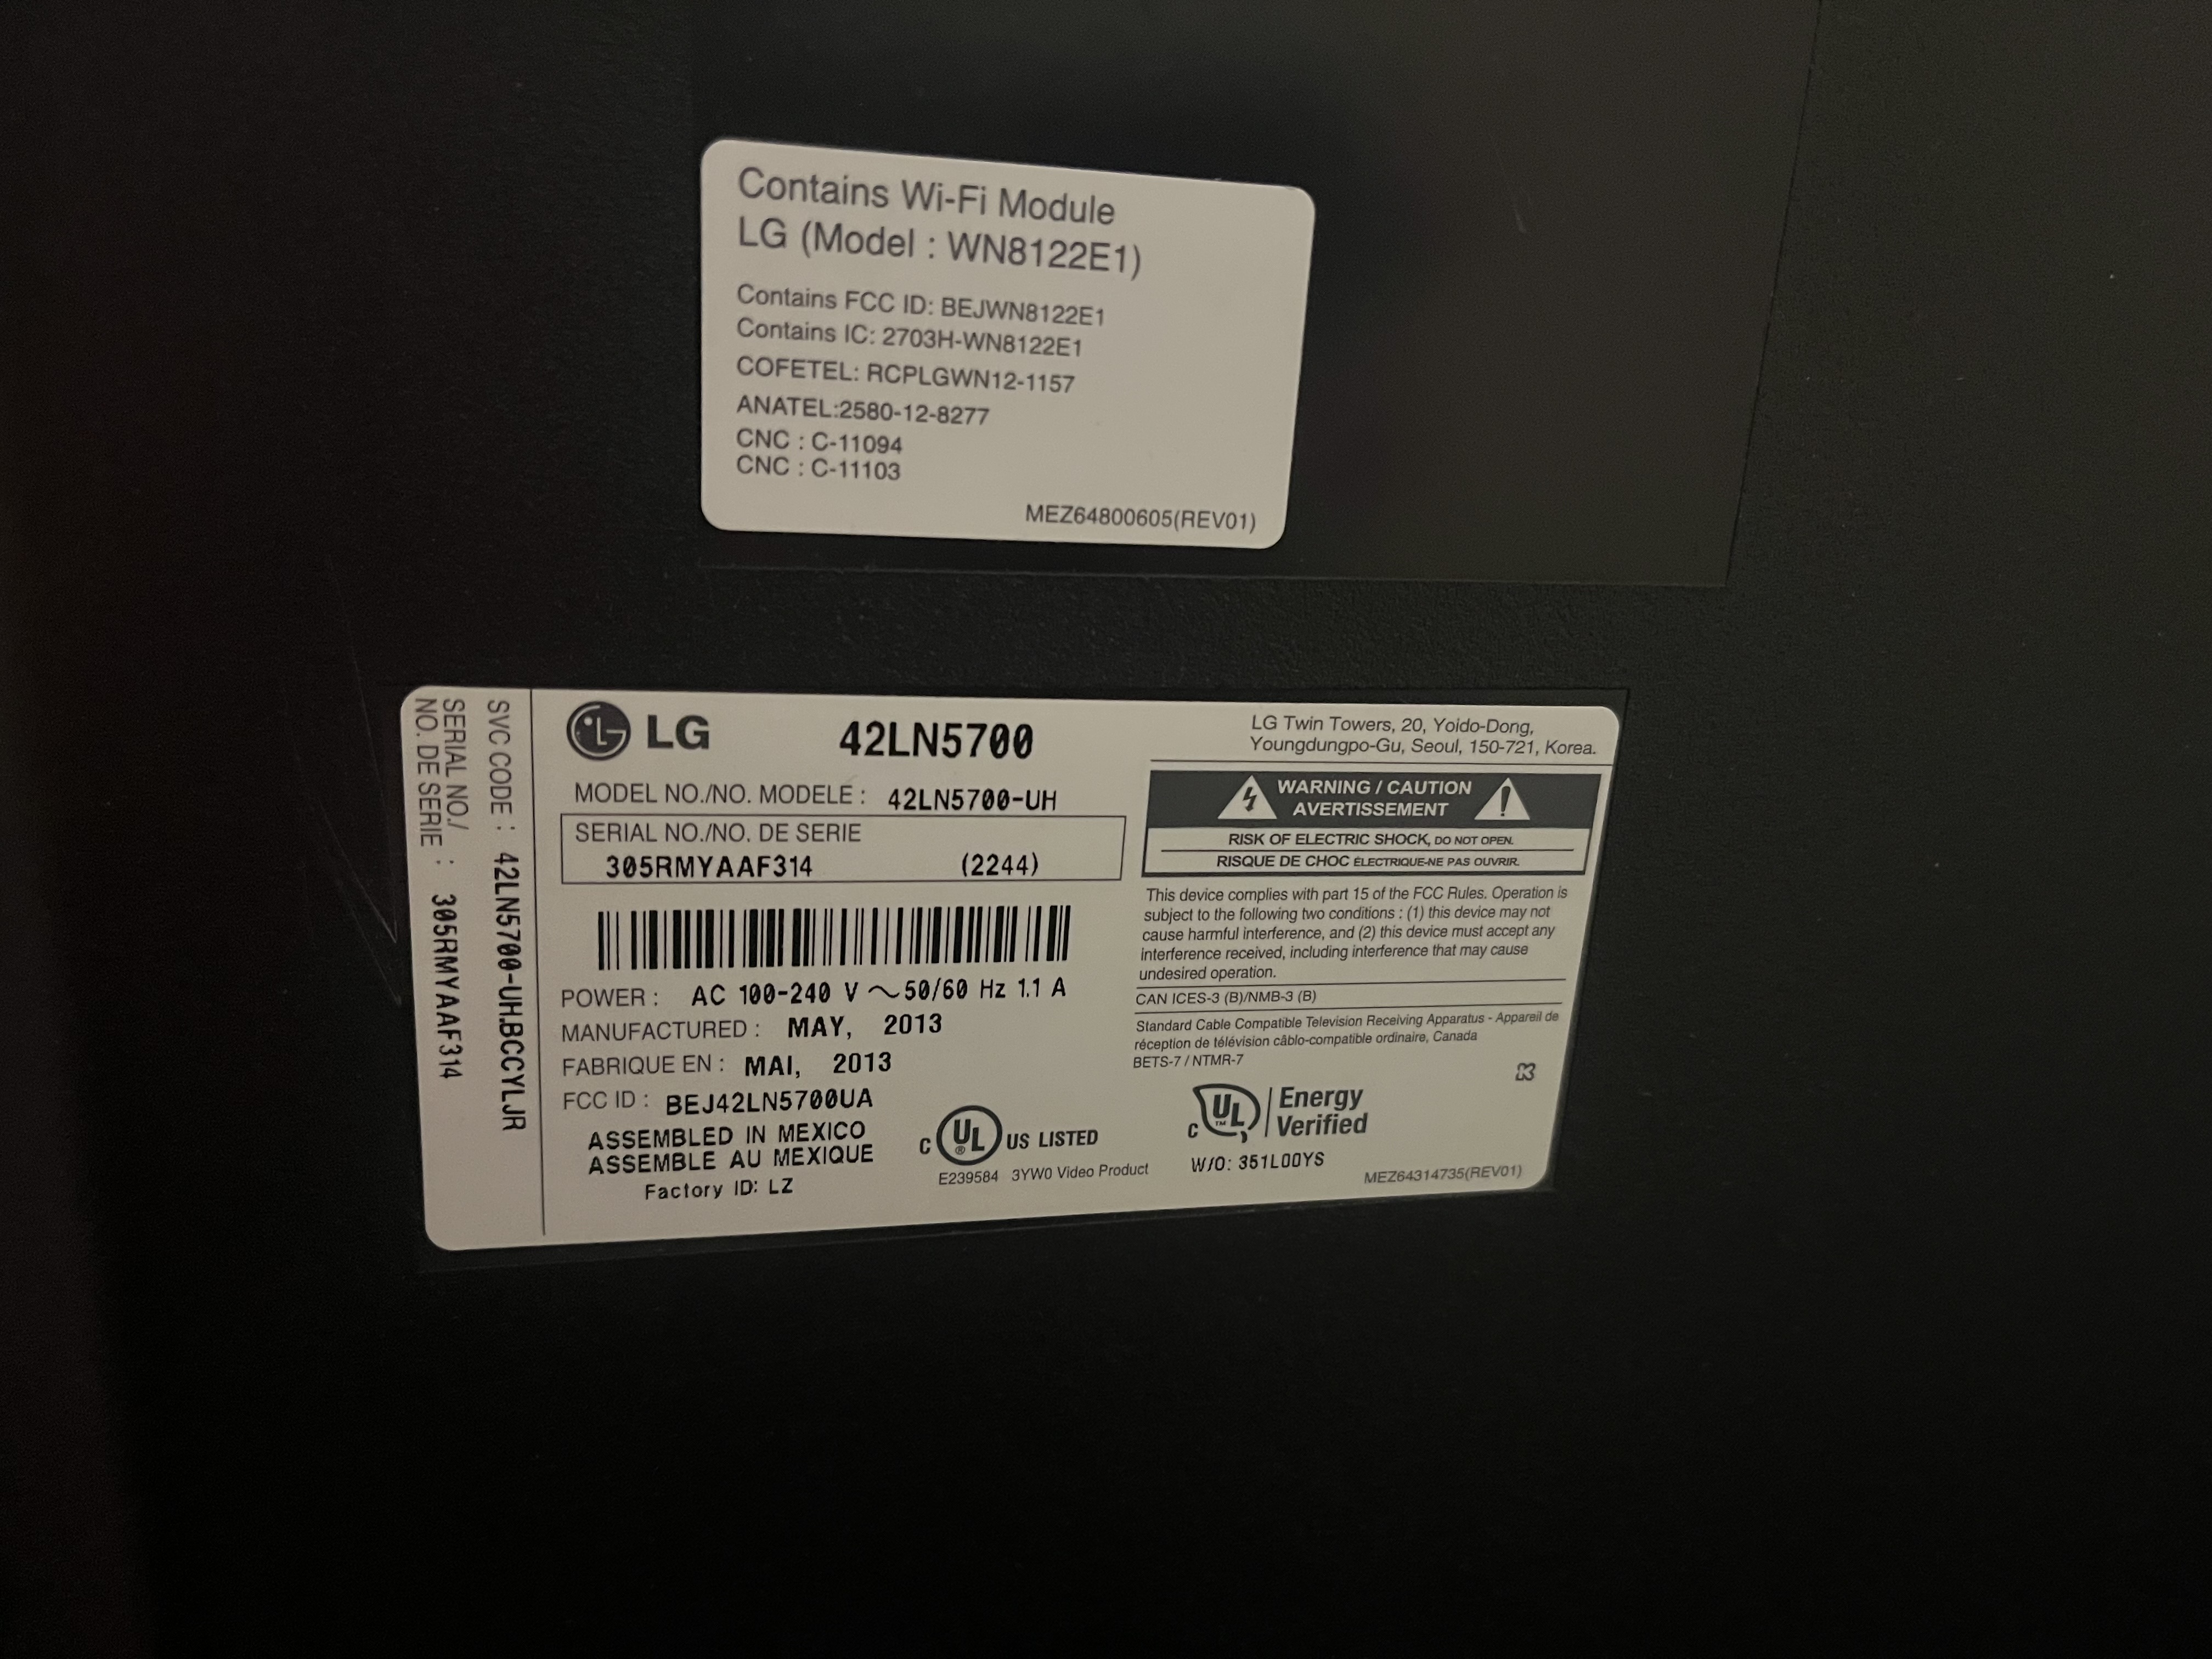 Contains Wi-Fi Module
LG (Model : WN8122E1)
Contains FCC ID: BEJWN8122E1
Contains IC: 2703H-WN8122E1
COFETEL: RCPLGWN12-1157
ANATEL:2580-12-8277
CNC : C-11094
CNC : C-11103
MEZ64800605(REV01)
SERIAL NO./
NO. DE SERIE : 305RMYAAF314
SVC CODE : 42LN5700-UH.BCCYLJR
LG 42LN5700
MODEL NO./NO. MODELE : 42LN5700-UH
SERIAL NO./NO. DE SERIE
305RMYAAF314 (2244)
POWER : AC 100-240 V ~ 50/60 Hz 1.1 A
MANUFACTURED : MAY, 2013
FABRIQUE EN : MAI, 2013
FCC ID : BEJ42LN5700UA
ASSEMBLED IN MEXICO
ASSEMBLE AU MEXIQUE
Factory ID: LZ
C UL ® US LISTED
E239584 3YW0 Video Product
LG Twin Towers, 20, Yoido-Dong,
Youngdungpo-Gu, Seoul, 150-721, Korea.
WARNING / CAUTION
AVERTISSEMENT
RISK OF ELECTRIC SHOCK, DO NOT OPEN.
RISQUE DE CHOC ÉLECTRIQUE-NE PAS OUVRIR.
This device complies with part 15 of the FCC Rules. Operation is
subject to the following two conditions : (1) this device may not
cause harmful interference, and (2) this device must accept any
interference received, including interference that may cause
undesired operation.
CAN ICES-3 (B)/NMB-3 (B)
Standard Cable Compatible Television Receiving Apparatus - Appareil de
réception de télévision câblo-compatible ordinaire, Canada
BETS-7 / NTMR-7
C UL ™ Energy
Verified
W/O: 351L00YS
MEZ64314735(REV01)